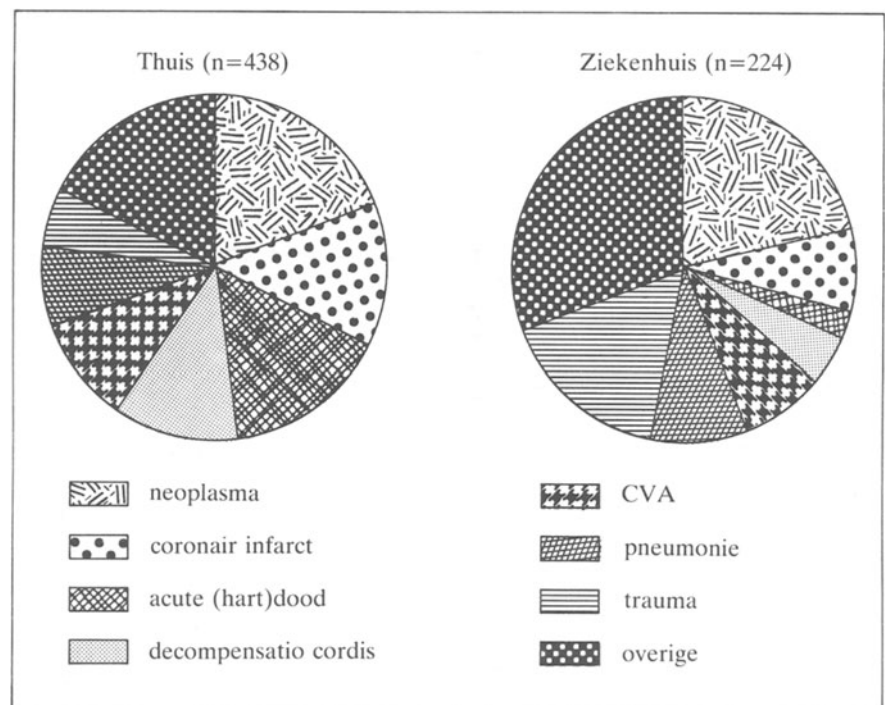 Thuis (n=438)
Ziekenhuis (n=224)
neoplasma
coronair infarct
acute (hart)dood
decompensatio cordis
CVA
pneumonie
trauma
overige